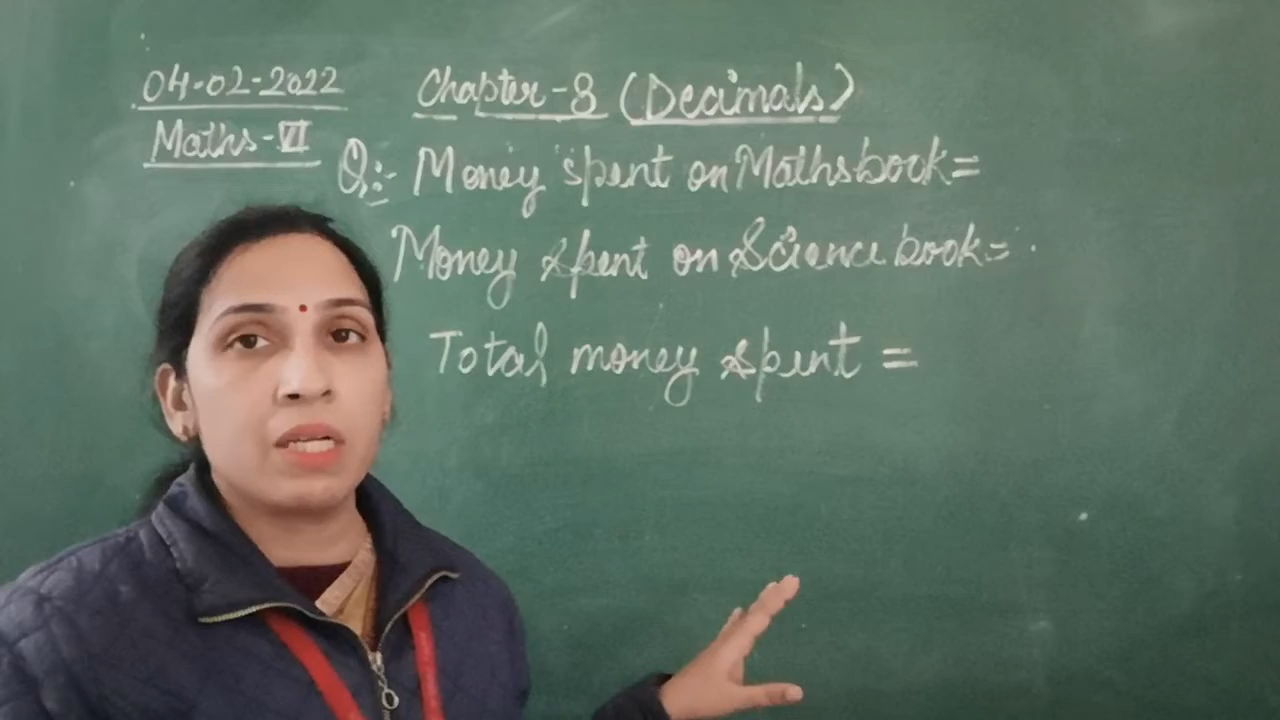 04-02-2022
Maths-VI
Chapter-8 (Decimals)
Q:- Money spent on Maths book=
Money spent on Science book=
Total money spent =